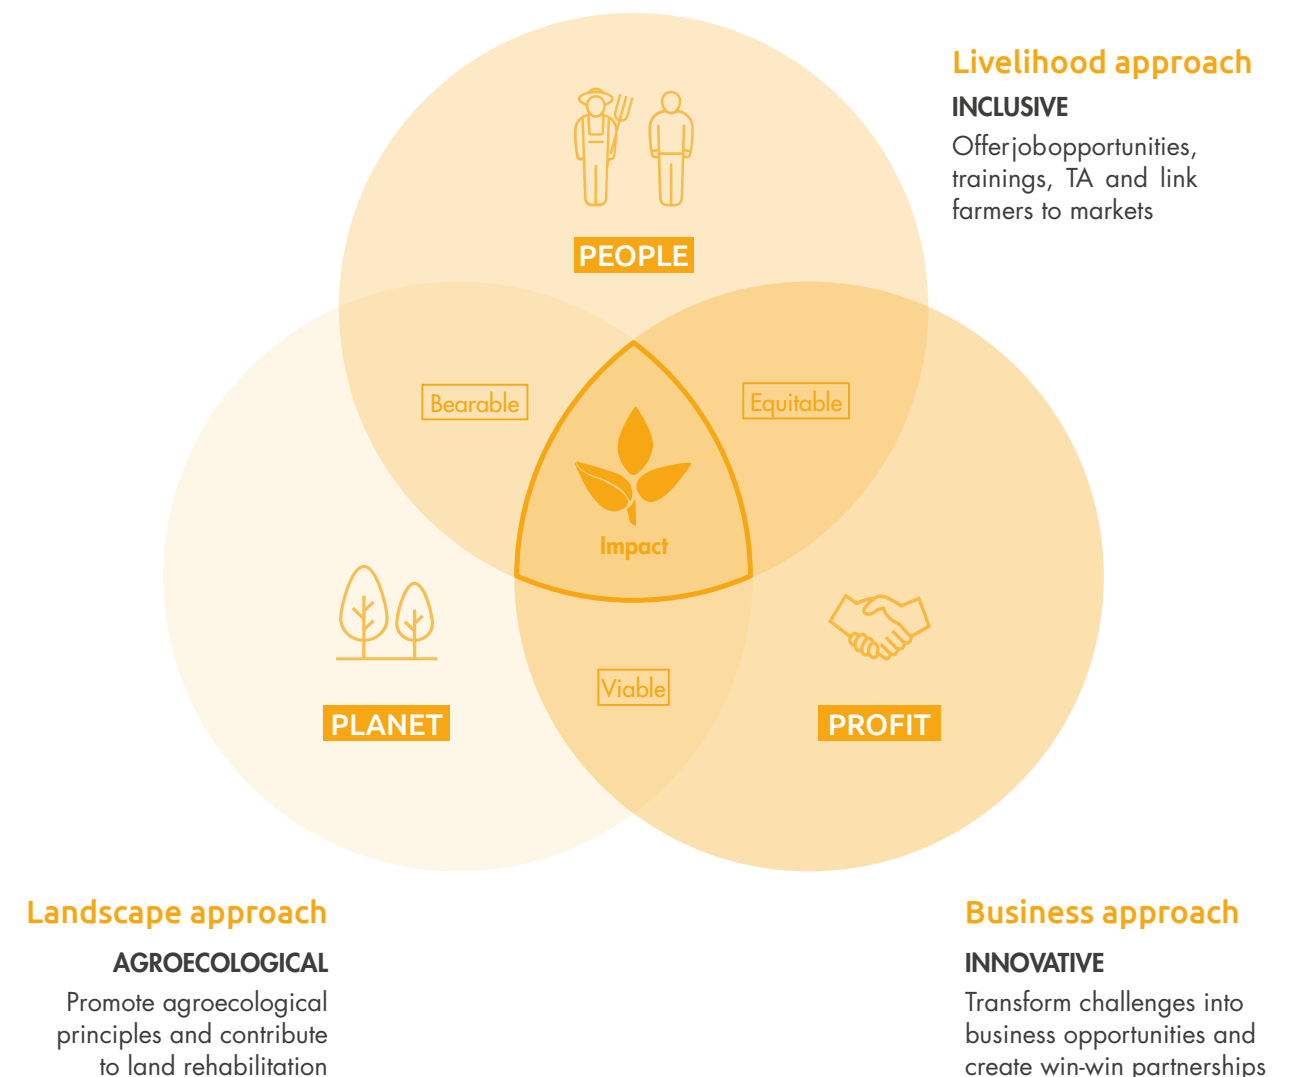 Livelihood approach
INCLUSIVE
Offerjobopportunities,
trainings, TA and link
farmers to markets
PEOPLE
Bearable
Equitable
Impact
Viable
PLANET
PROFIT
Landscape approach
AGROECOLOGICAL
Promote agroecological
principles and contribute
to land rehabilitation
Business approach
INNOVATIVE
Transform challenges into
business opportunities and
create win-win partnerships